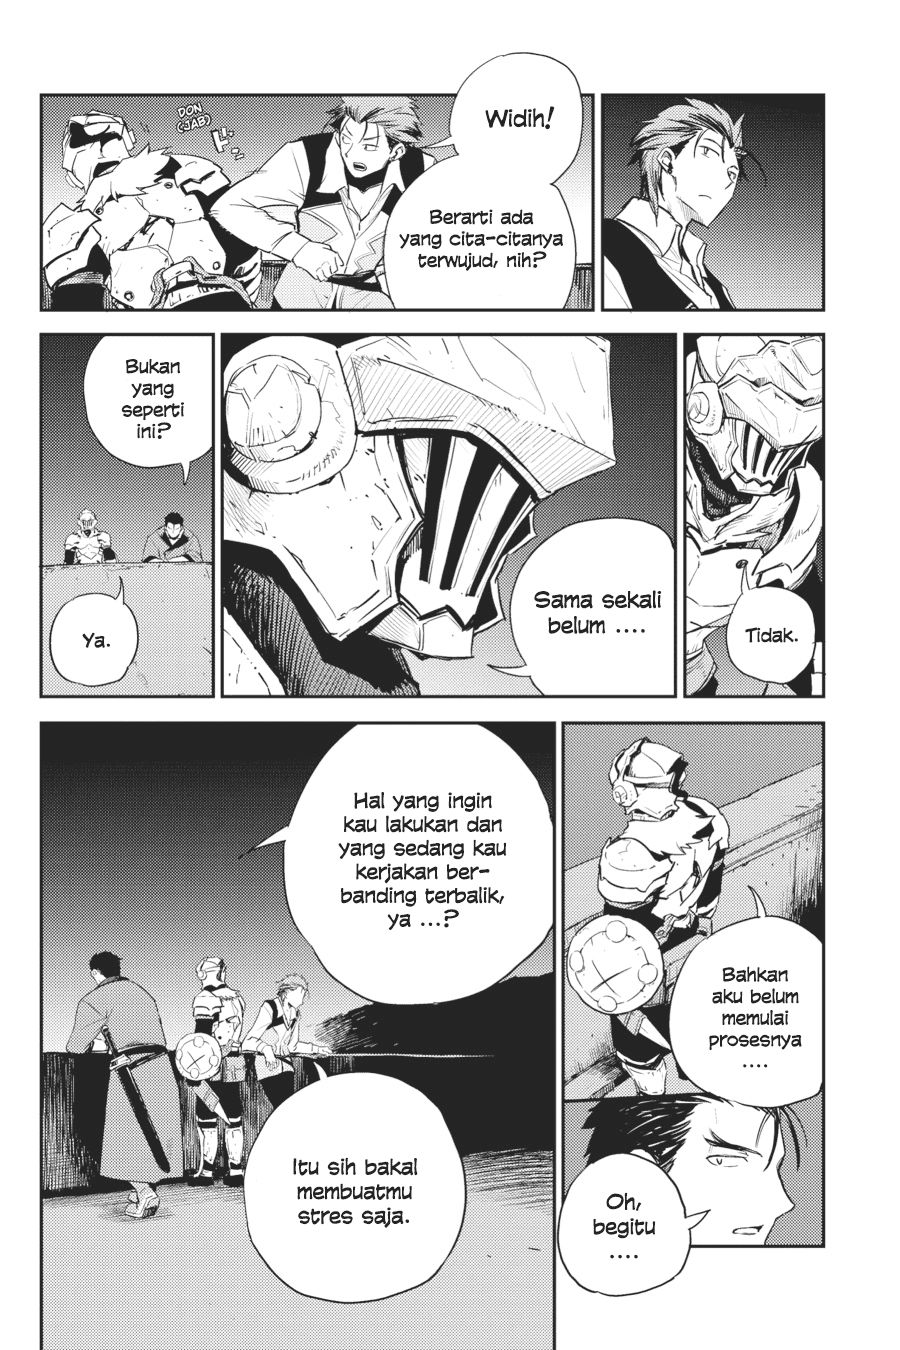 Widih!
Berarti ada
yang cita-citanya
terwujud, nih?
DON
(JAB)
ドン
Tidak.
Sama sekali
belum ....
Bukan
yang
seperti
ini?
Ya.
Bahkan
aku belum
memulai
prosesnya
....
Oh,
begitu
....
Hal yang ingin
kau lakukan dan
yang sedang kau
kerjakan ber-
banding terbalik,
ya ...?
Itu sih bakal
membuatmu
stres saja.